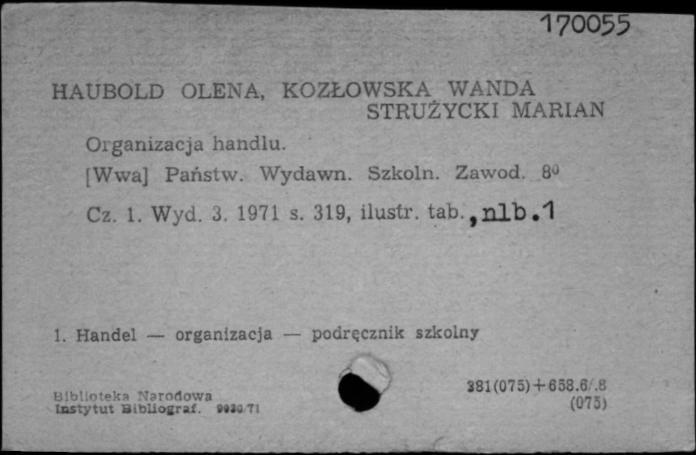 170055
HAUBOLD OLENA, KOZŁOWSKA WANDA
STRUŻYCKI MARIAN
Organizacja handlu.
[Wwa] Państw. Wydawn. Szkoln. Zawod. 8⁰
Cz. 1. Wyd. 3. 1971 s. 319, ilustr. tab., nlb.1
1. Handel — organizacja — podręcznik szkolny
381(075)+658.6/.8
(075)
Biblioteka Narodowa
Instytut Bibliograf.